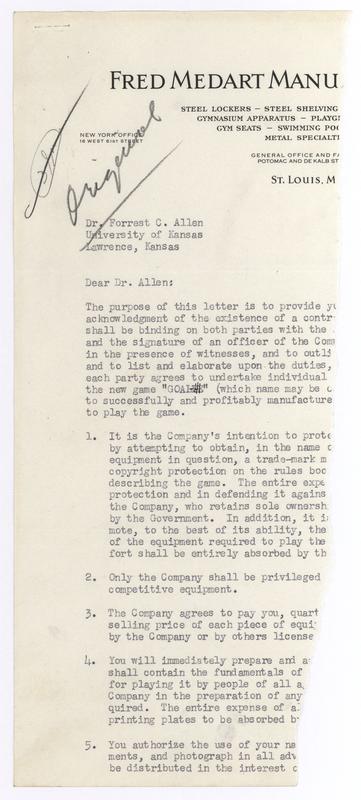 FRED MEDART MANU
STEEL LOCKERS – STEEL SHELVING
GYMNASIUM APPARATUS – PLAYG
GYM SEATS – SWIMMING POO
METAL SPECIALTI
NEW YORK OFFICE
16 WEST 61ST STREET
GENERAL OFFICE AND FA
POTOMAC AND DE KALB ST
ST. LOUIS, M
Original
Dr. Forrest C. Allen
University of Kansas
Lawrence, Kansas
Dear Dr. Allen:
The purpose of this letter is to provide yo
acknowledgment of the existence of a contr
shall be binding on both parties with the
and the signature of an officer of the Com
in the presence of witnesses, and to outli
and to list and elaborate upon the duties,
each party agrees to undertake individual
the new game "GOAL" (which name may be c
to successfully and profitably manufacture
to play the game.
1. It is the Company's intention to prote
by attempting to obtain, in the name o
equipment in question, a trade-mark m
copyright protection on the rules boo
describing the game. The entire expe
protection and in defending it agains
the Company, who retains sole ownersh
by the Government. In addition, it i
mote, to the best of its ability, the
of the equipment required to play the
fort shall be entirely absorbed by th
2. Only the Company shall be privileged
competitive equipment.
3. The Company agrees to pay you, quart
selling price of each piece of equi
by the Company or by others license
4. You will immediately prepare and a
shall contain the fundamentals of
for playing it by people of all a
Company in the preparation of any
quired. The entire expense of a
printing plates to be absorbed b
5. You authorize the use of your na
ments, and photograph in all adv
be distributed in the interest o